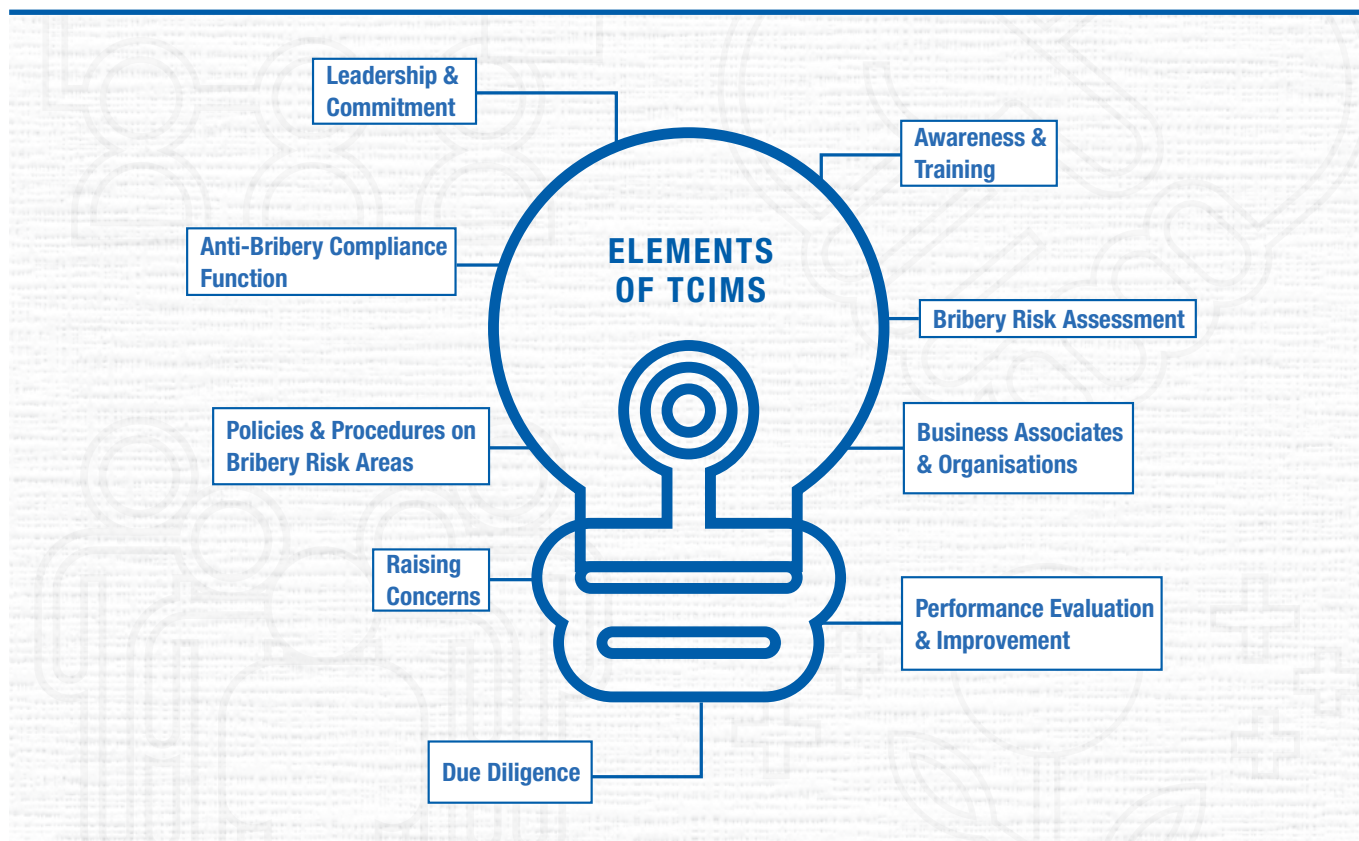 Leadership &
Commitment
Awareness &
Training
ELEMENTS
OF TCIMS
Anti-Bribery Compliance
Function
Bribery Risk Assessment
Policies & Procedures on
Bribery Risk Areas
Business Associates
& Organisations
Raising
Concerns
Performance Evaluation
& Improvement
Due Diligence